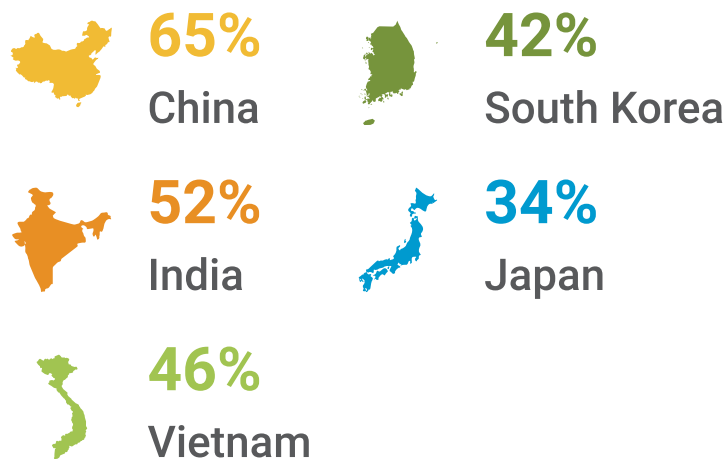 65%
China
52%
India
46%
Vietnam
42%
South Korea
34%
Japan